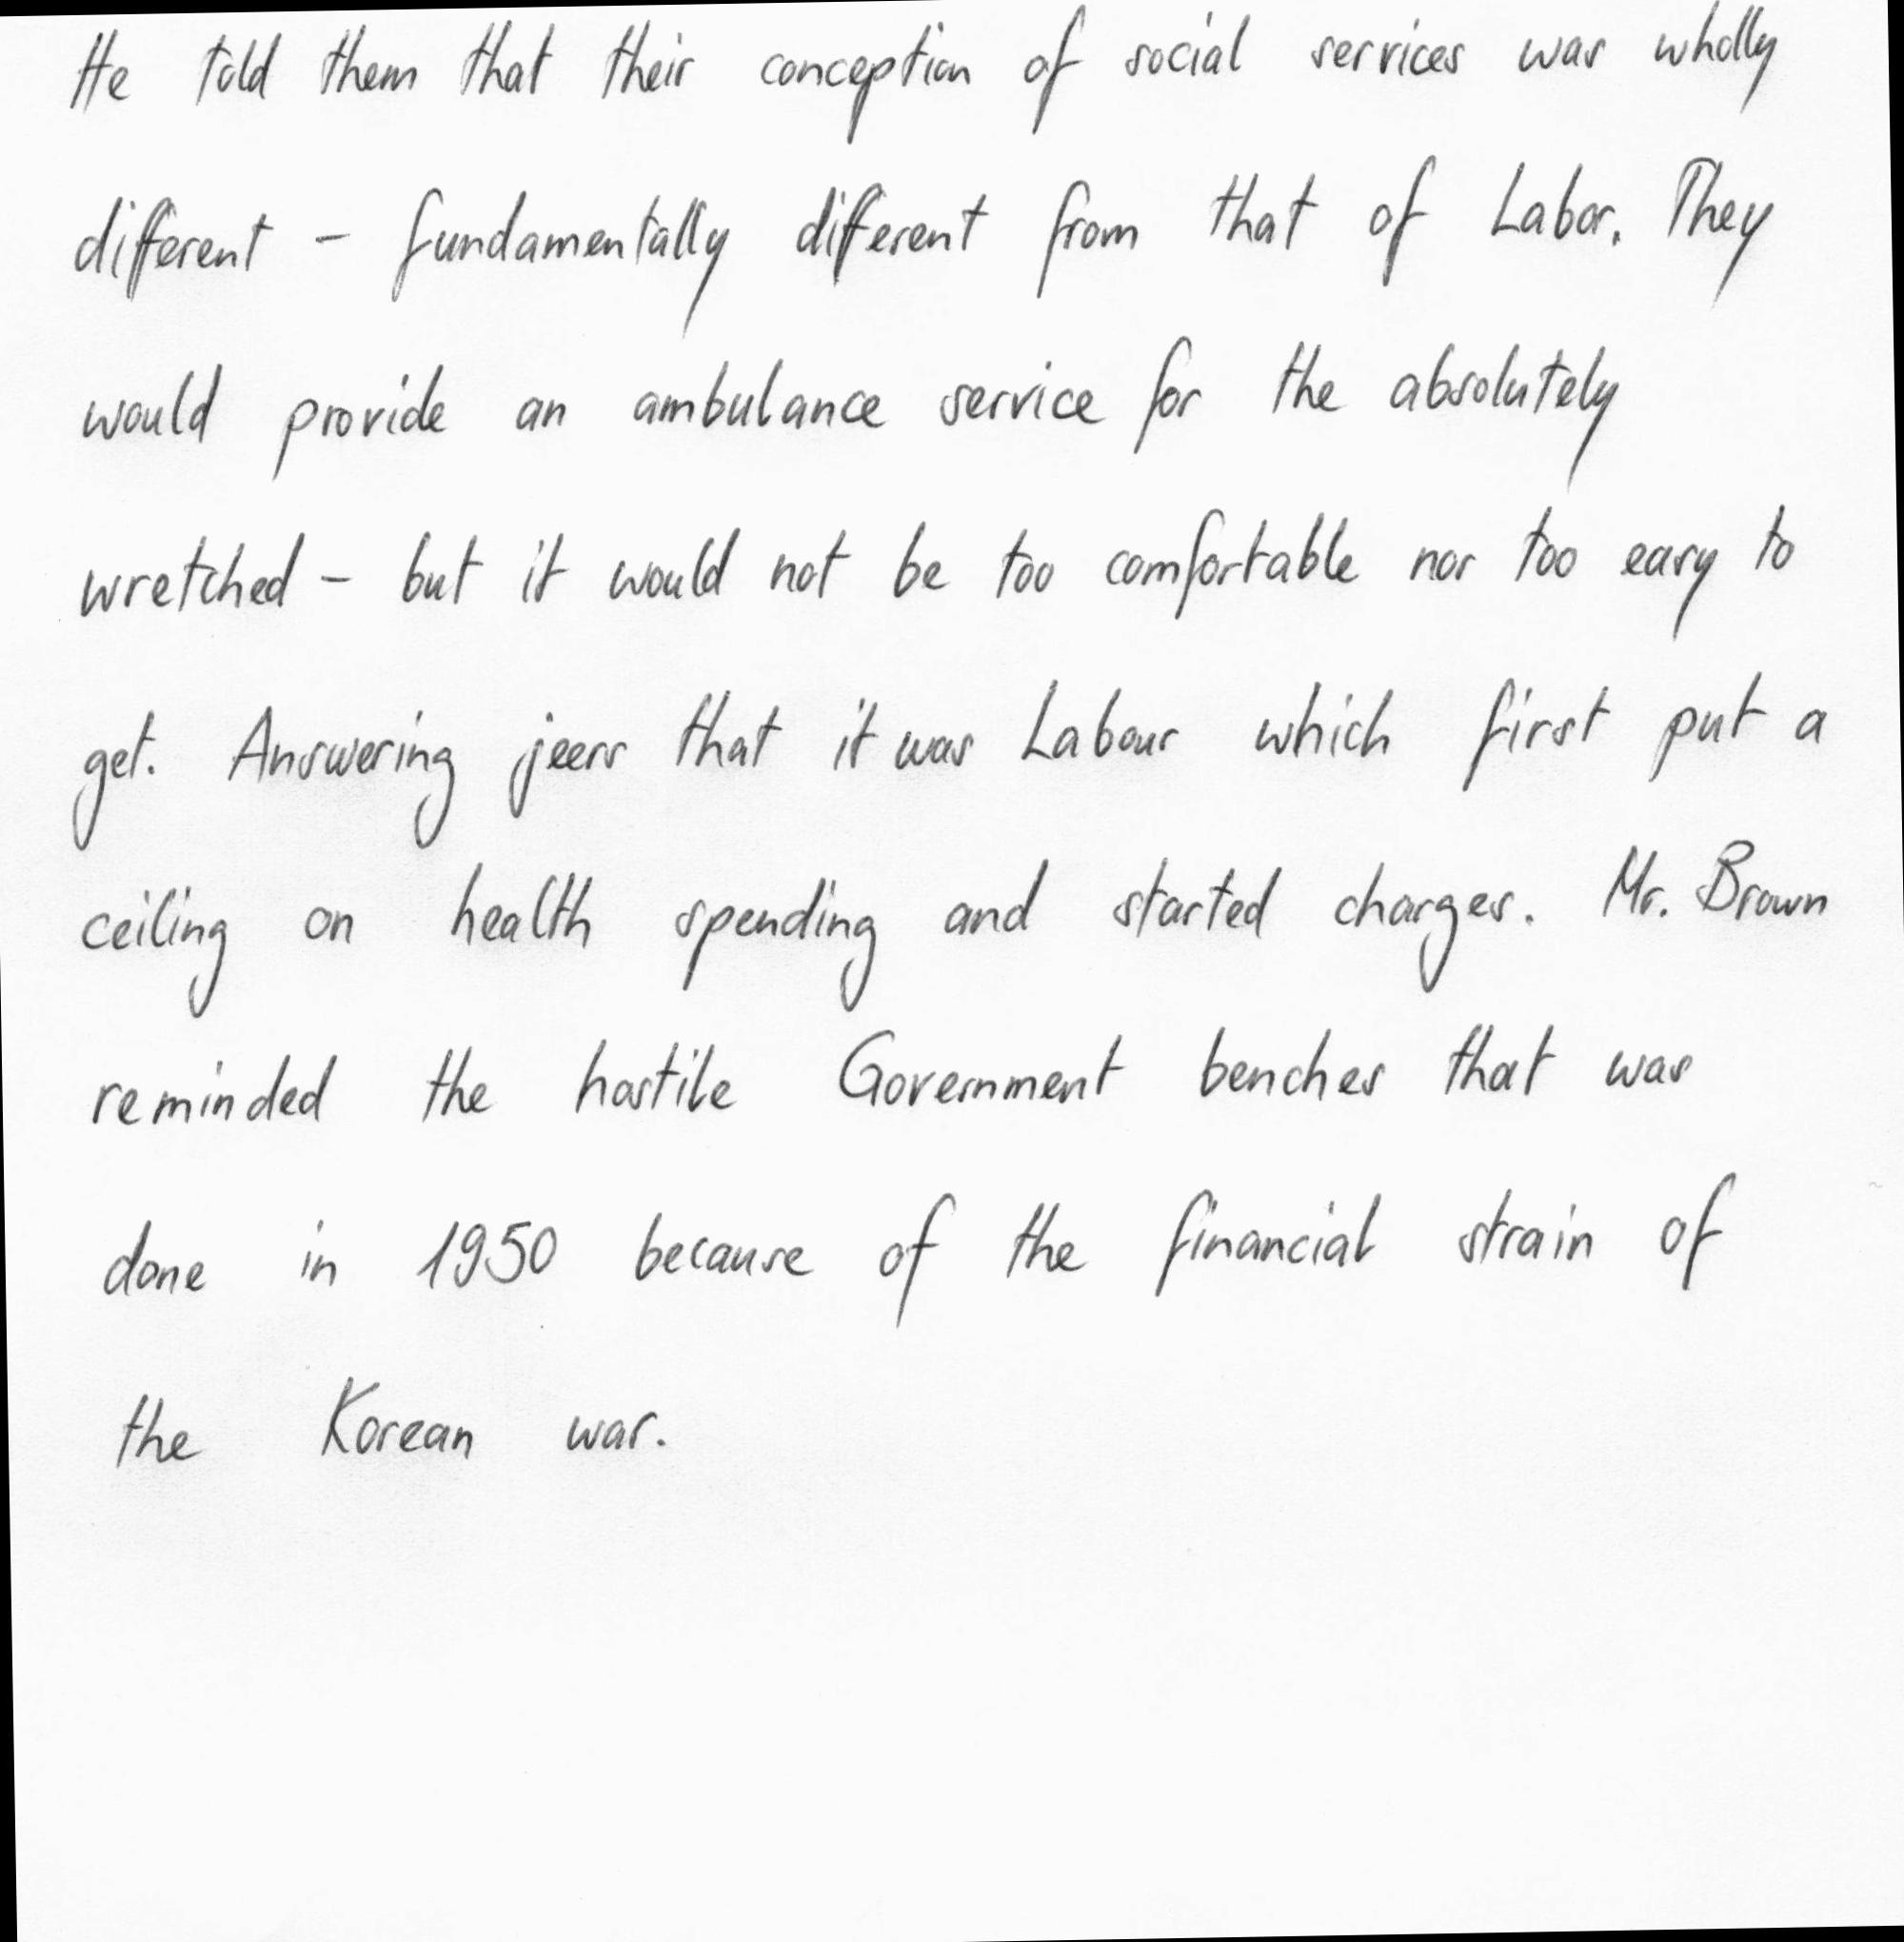 He told them that their conception of social services was wholly
different - fundamentally different from that of Labor. They
would provide an ambulance service for the absolutely
wretched - but it would not be too comfortable nor too easy to
get. Answering jeers that it was Labour which first put a
ceiling on health spending and started charges. Mr. Brown
reminded the hostile Government benches that was
done in 1950 because of the financial strain of
the Korean war.